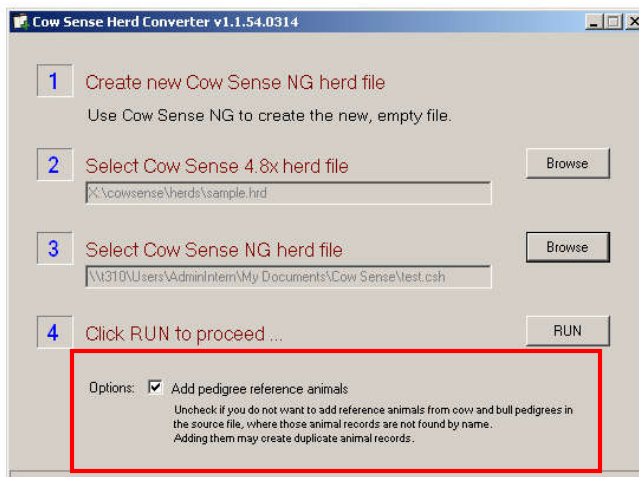 Cow Sense Herd Converter v1.1.54.0314
1 Create new Cow Sense NG herd file
Use Cow Sense NG to create the new, empty file.
2 Select Cow Sense 4.8x herd file Browse
X:\cowsense\herds\sample.hrd
3 Select Cow Sense NG herd file Browse
\\t310\Users\AdminIntern\My Documents\Cow Sense\test.csh
4 Click RUN to proceed ... RUN
Options: Add pedigree reference animals
Uncheck if you do not want to add reference animals from cow and bull pedigrees in
the source file, where those animal records are not found by name.
Adding them may create duplicate animal records.